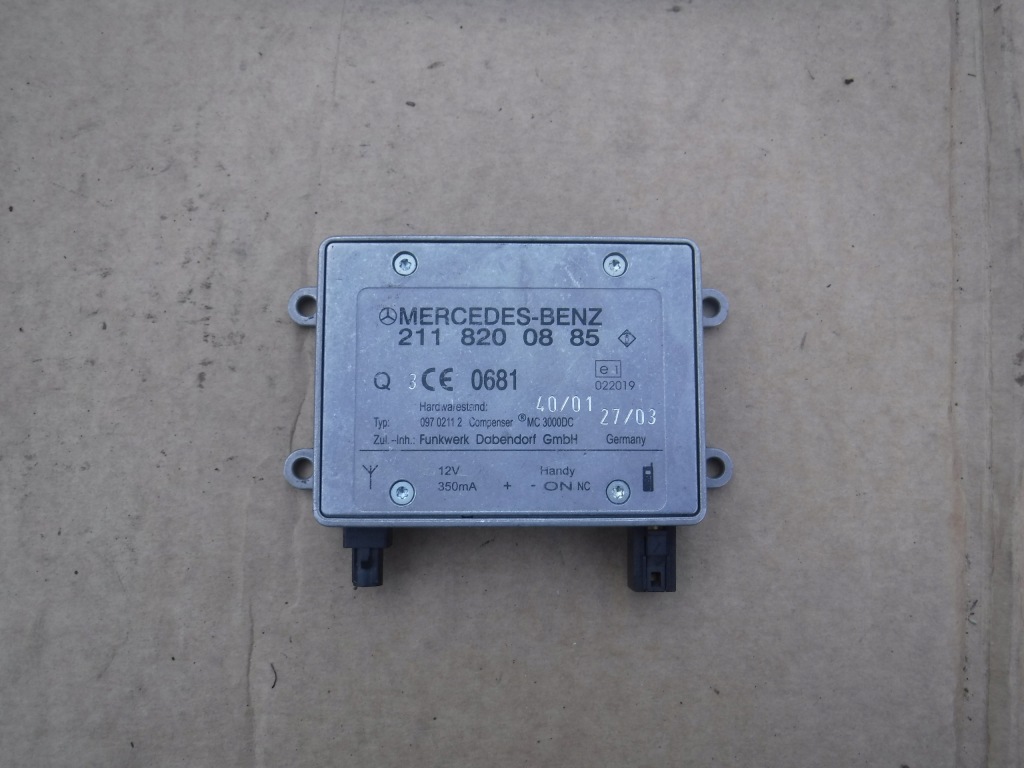 MERCEDES-BENZ
211 820 08 85
Q 3 CE 0681 e 1
022019
Hardwarestand: 40/01 27/03
Typ: 097 0211 2 Compenser ® MC 3000DC
Zul.-Inh.: Funkwerk Dabendorf GmbH Germany
12V Handy
350mA + - ON NC